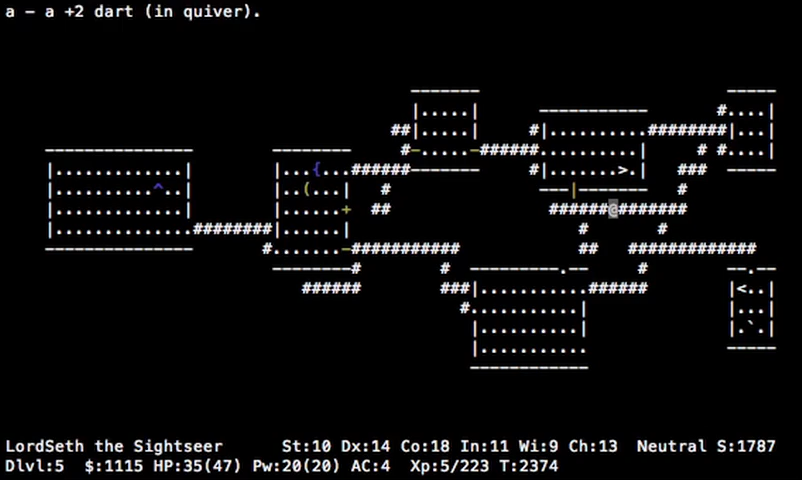 a - a +2 dart (in quiver).
LordSeth the Sightseer St:10 Dx:14 Co:18 In:11 Wi:9 Ch:13 Neutral S:1787
Dlvl:5 $:1115 HP:35(47) Pw:20(20) AC:4 Xp:5/223 T:2374